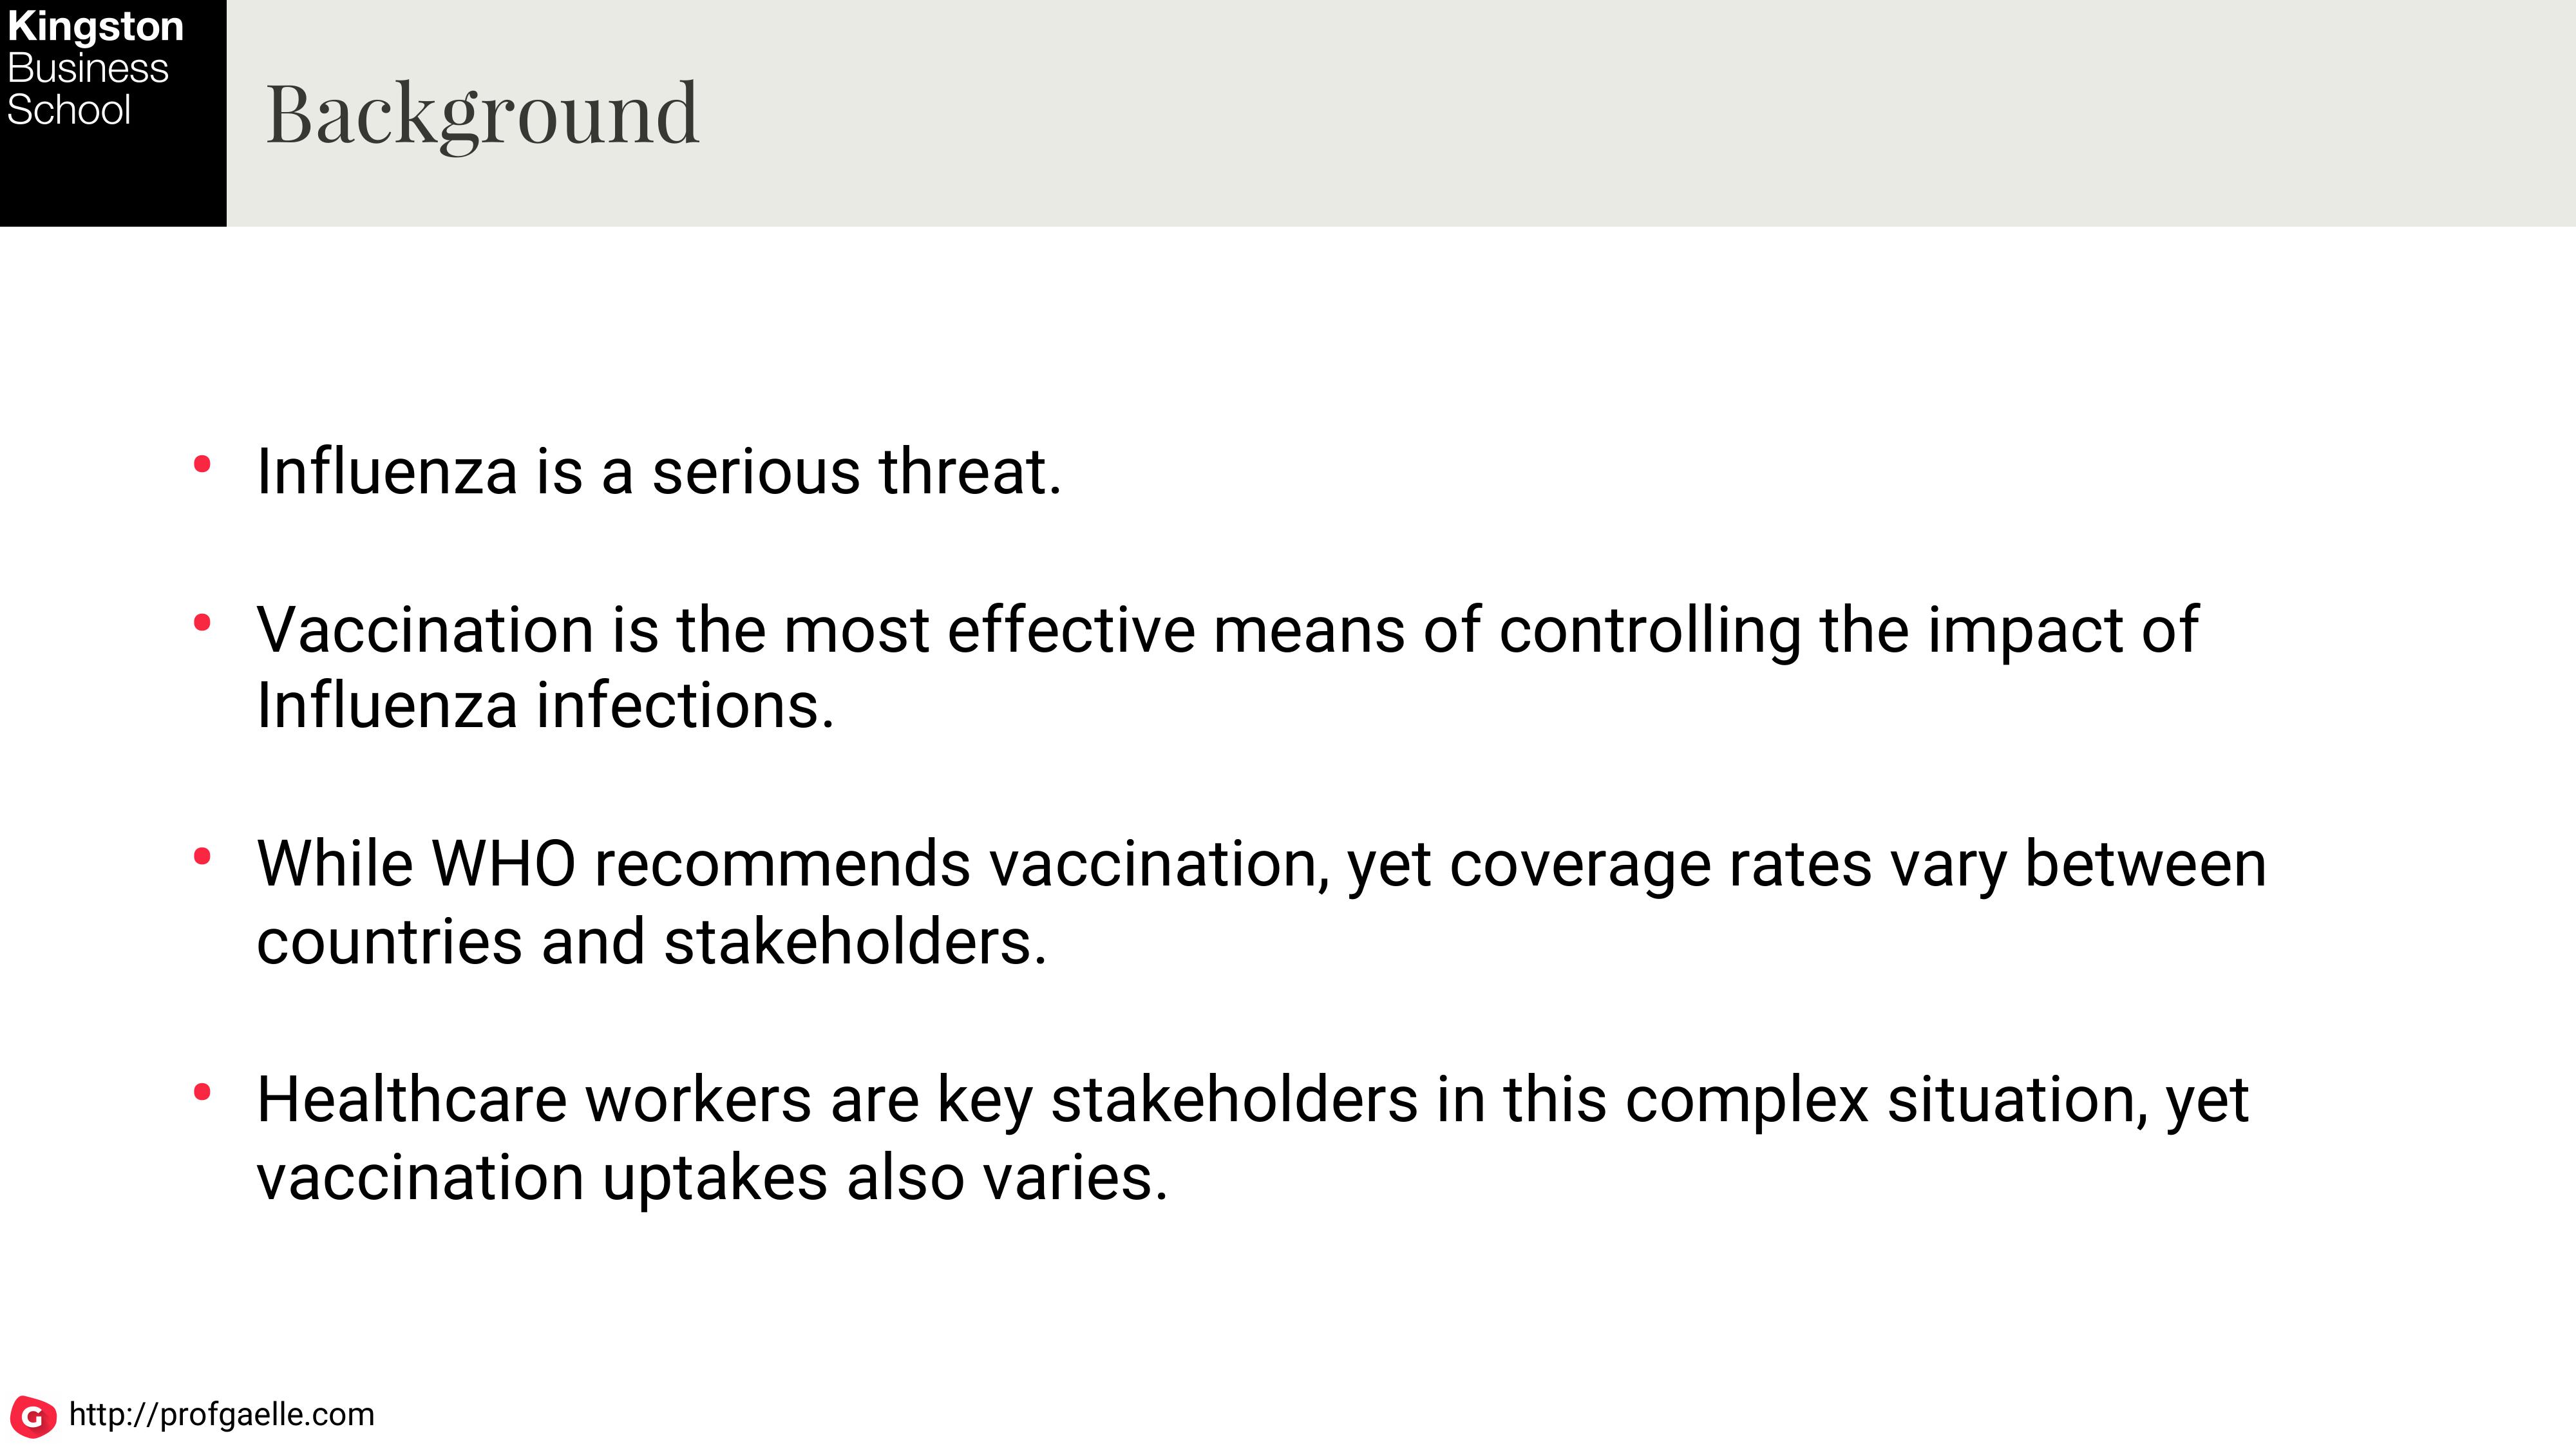 Kingston
Business
School
Background
• Influenza is a serious threat.
• Vaccination is the most effective means of controlling the impact of
Influenza infections.
• While WHO recommends vaccination, yet coverage rates vary between
countries and stakeholders.
• Healthcare workers are key stakeholders in this complex situation, yet
vaccination uptakes also varies.
G http://profgaelle.com